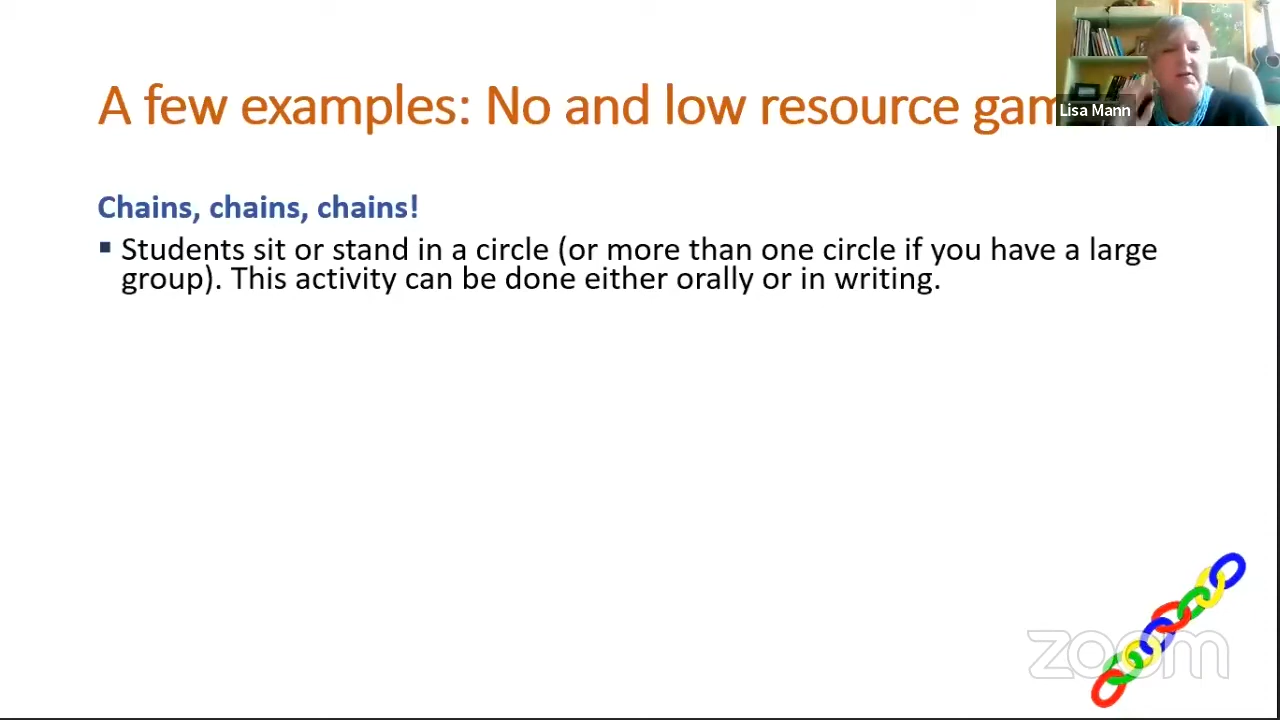 A few examples: No and low resource gam
Lisa Mann
Chains, chains, chains!
▪ Students sit or stand in a circle (or more than one circle if you have a large
group). This activity can be done either orally or in writing.
zoom